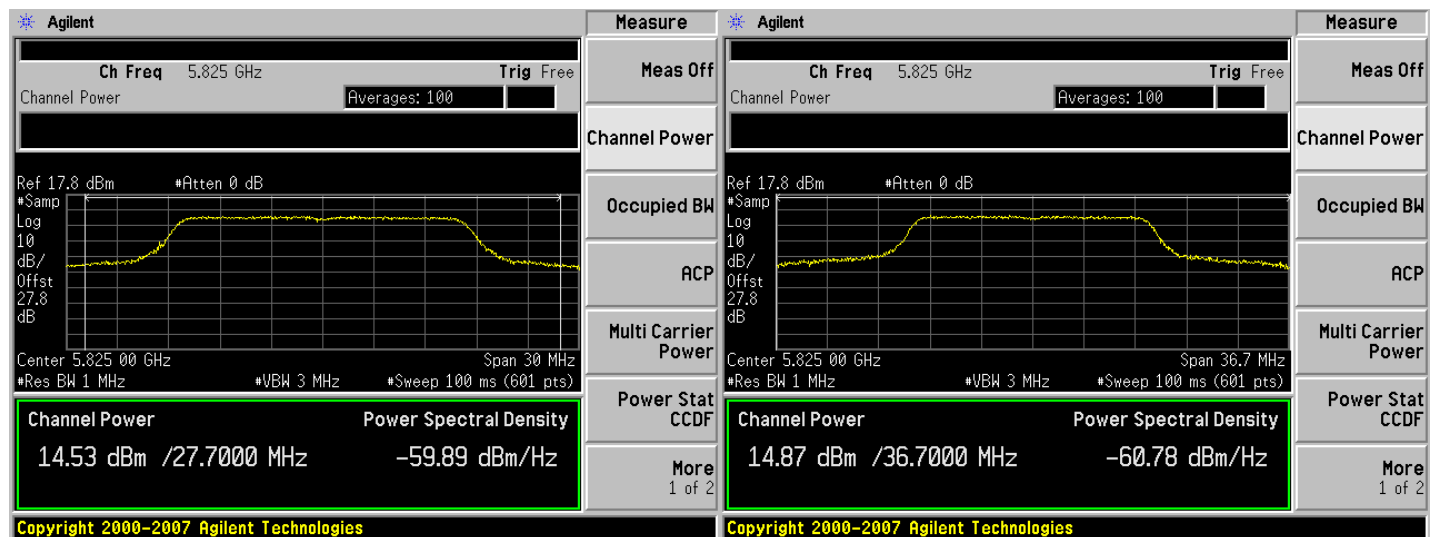 Agilent
Measure
Ch Freq 5.825 GHz Trig Free
Meas Off
Channel Power Averages: 100
Channel Power
Ref 17.8 dBm #Atten 0 dB
#Samp
Log
10
dB/
Offst
27.8
dB
Occupied BW
ACP
Multi Carrier
Power
Center 5.825 00 GHz Span 30 MHz
#Res BW 1 MHz #VBW 3 MHz #Sweep 100 ms (601 pts)
Power Stat
CCDF
Channel Power Power Spectral Density
14.53 dBm /27.7000 MHz -59.89 dBm/Hz
More
1 of 2
Copyright 2000-2007 Agilent Technologies
Agilent
Measure
Ch Freq 5.825 GHz Trig Free
Meas Off
Channel Power Averages: 100
Channel Power
Ref 17.8 dBm #Atten 0 dB
#Samp
Log
10
dB/
Offst
27.8
dB
Occupied BW
ACP
Multi Carrier
Power
Center 5.825 00 GHz Span 36.7 MHz
#Res BW 1 MHz #VBW 3 MHz #Sweep 100 ms (601 pts)
Power Stat
CCDF
Channel Power Power Spectral Density
14.87 dBm /36.7000 MHz -60.78 dBm/Hz
More
1 of 2
Copyright 2000-2007 Agilent Technologies